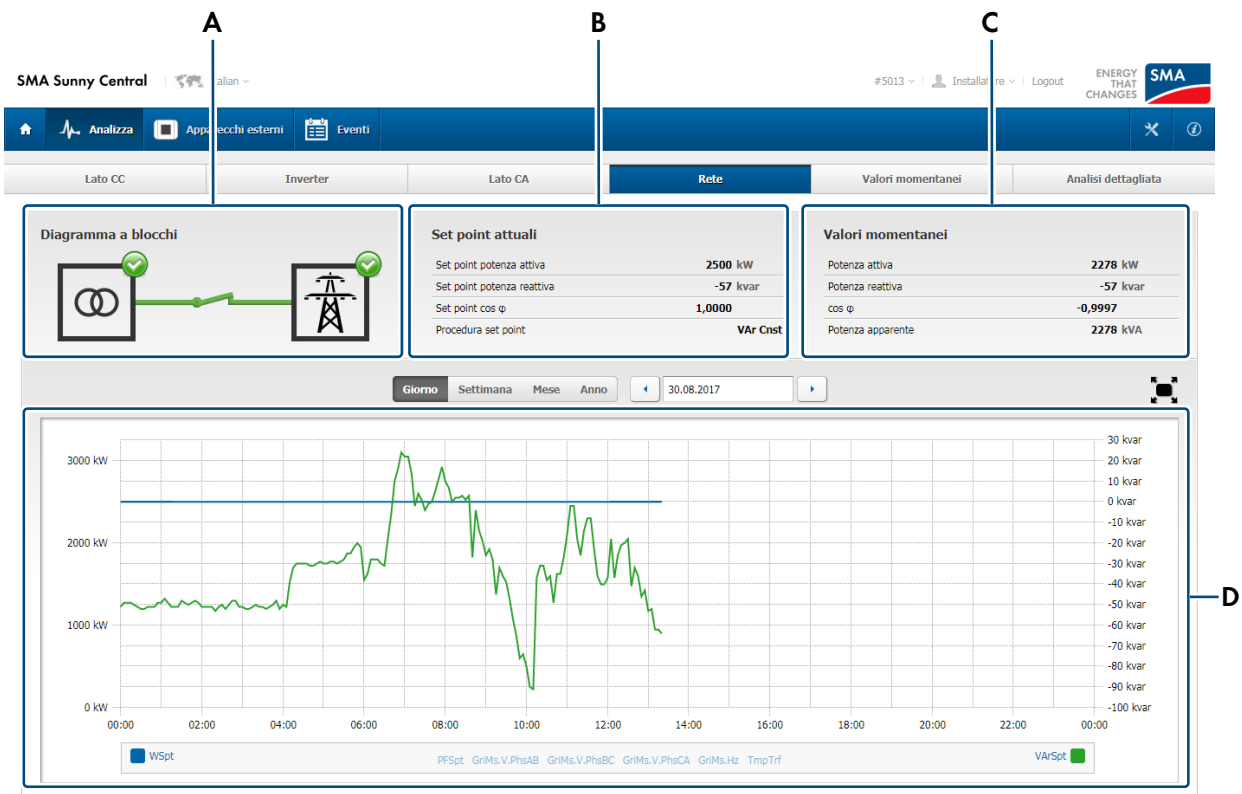 A B C
SMA Sunny Central alian #5013 Installat re Logout ENERGY THAT CHANGES SMA
Analizza App recchi esterni Eventi
Lato CC Inverter Lato CA Rete Valori momentanei Analisi dettagliata
Diagramma a blocchi
Set point attuali
Set point potenza attiva 2500 kW
Set point potenza reattiva -57 kvar
Set point cos φ 1,0000
Procedura set point VAr Cnst
Valori momentanei
Potenza attiva 2278 kW
Potenza reattiva -57 kvar
cos φ -0,9997
Potenza apparente 2278 kVA
Giorno Settimana Mese Anno 30.08.2017
D
3000 kW
2000 kW
1000 kW
0 kW
30 kvar
20 kvar
10 kvar
0 kvar
-10 kvar
-20 kvar
-30 kvar
-40 kvar
-50 kvar
-60 kvar
-70 kvar
-80 kvar
-90 kvar
-100 kvar
00:00 02:00 04:00 06:00 08:00 10:00 12:00 14:00 16:00 18:00 20:00 22:00 00:00
WSpt PFSpt GriMs.V.PhsAB GriMs.V.PhsBC GriMs.V.PhsCA GriMs.Hz TmpTrf VArSpt